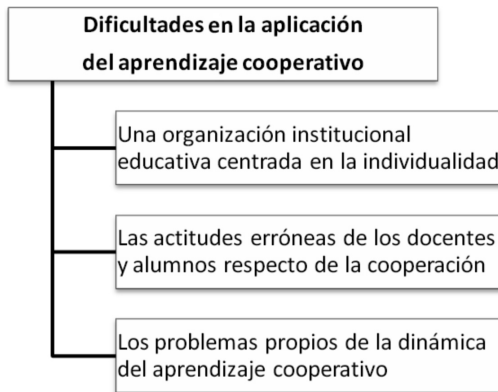 Dificultades en la aplicación
del aprendizaje cooperativo
Una organización institucional
educativa centrada en la individualidad
Las actitudes erróneas de los docentes
y alumnos respecto de la cooperación
Los problemas propios de la dinámica
del aprendizaje cooperativo